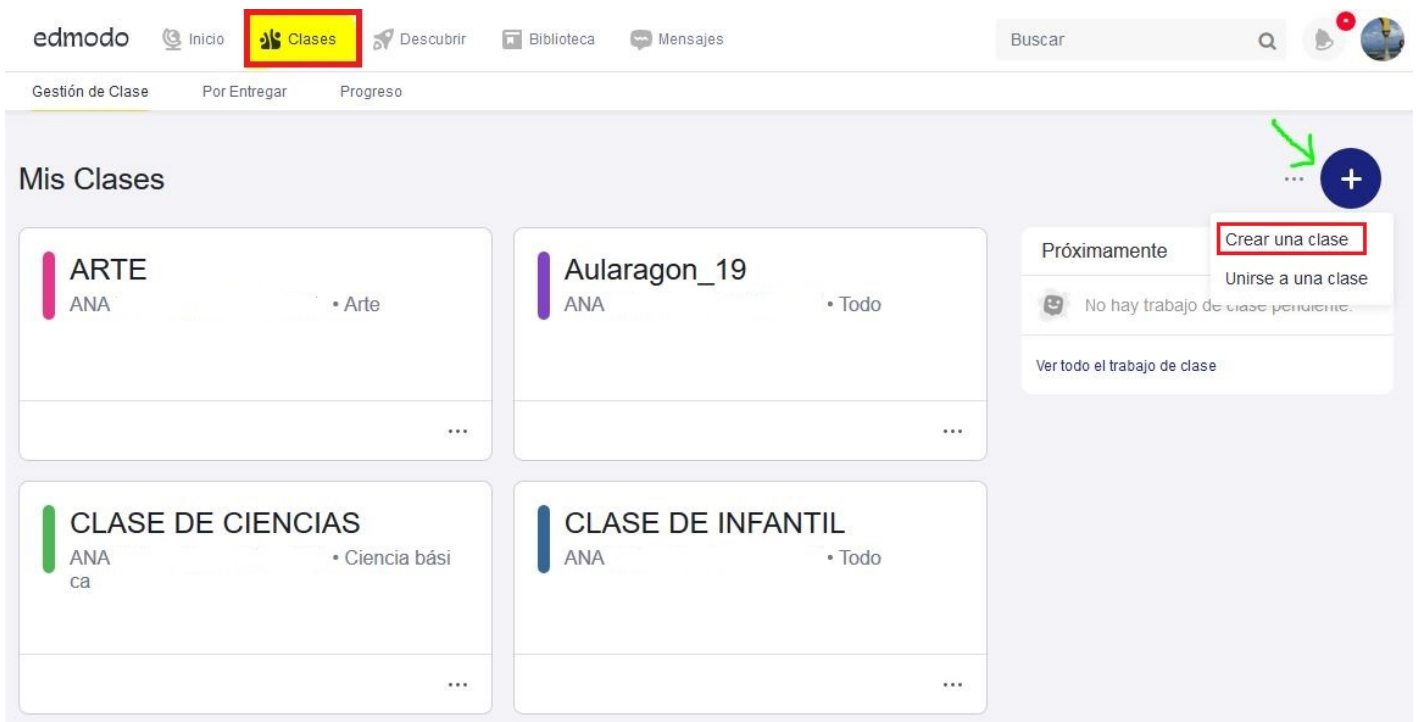 edmodo Inicio Clases Descubrir Biblioteca Mensajes Buscar
Gestión de Clase Por Entregar Progreso
Mis Clases
... +
Crear una clase
Unirse a una clase
ARTE
ANA • Arte
...
Aularagon_19
ANA • Todo
...
Próximamente
No hay trabajo de clase pendiente.
Ver todo el trabajo de clase
CLASE DE CIENCIAS
ANA • Ciencia bási
ca
...
CLASE DE INFANTIL
ANA • Todo
...